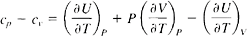 c_p − c_v = (∂U/∂T)_P + P(∂V/∂T)_P − (∂U/∂T)_V